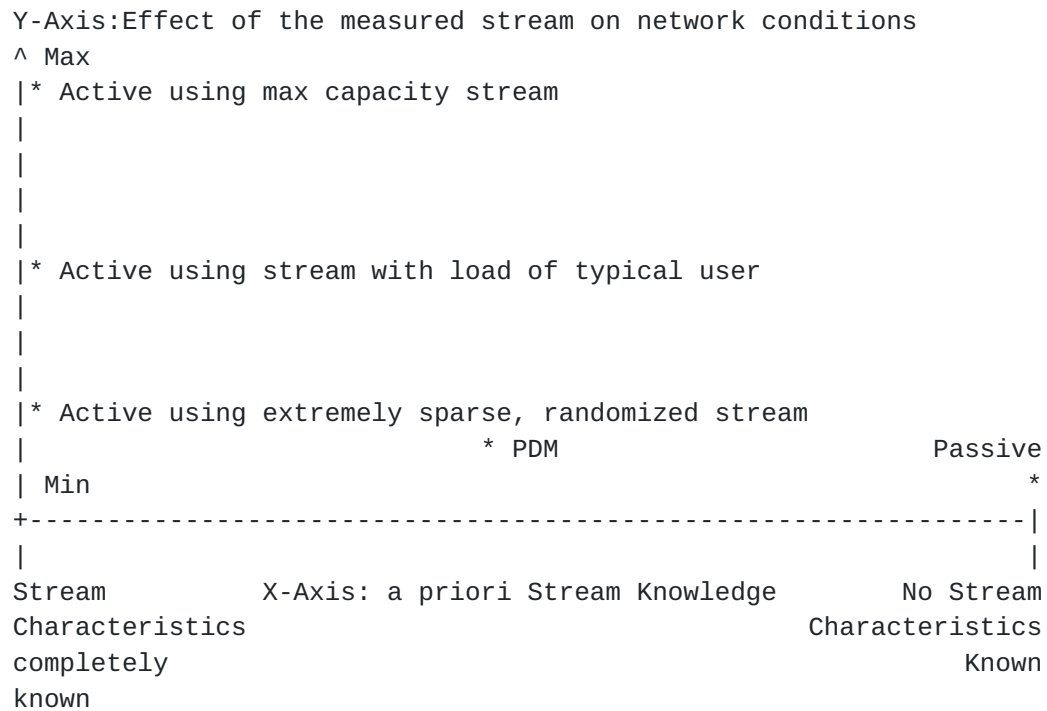 Y-Axis:Effect of the measured stream on network conditions
^ Max
|* Active using max capacity stream
|
|
|
|
|* Active using stream with load of typical user
|
|
|
|* Active using extremely sparse, randomized stream
|                             * PDM                        Passive
| Min                                                            *
+----------------------------------------------------------------|
|                                                                |
Stream          X-Axis: a priori Stream Knowledge        No Stream
Characteristics                                    Characteristics
completely                                                   Known
known